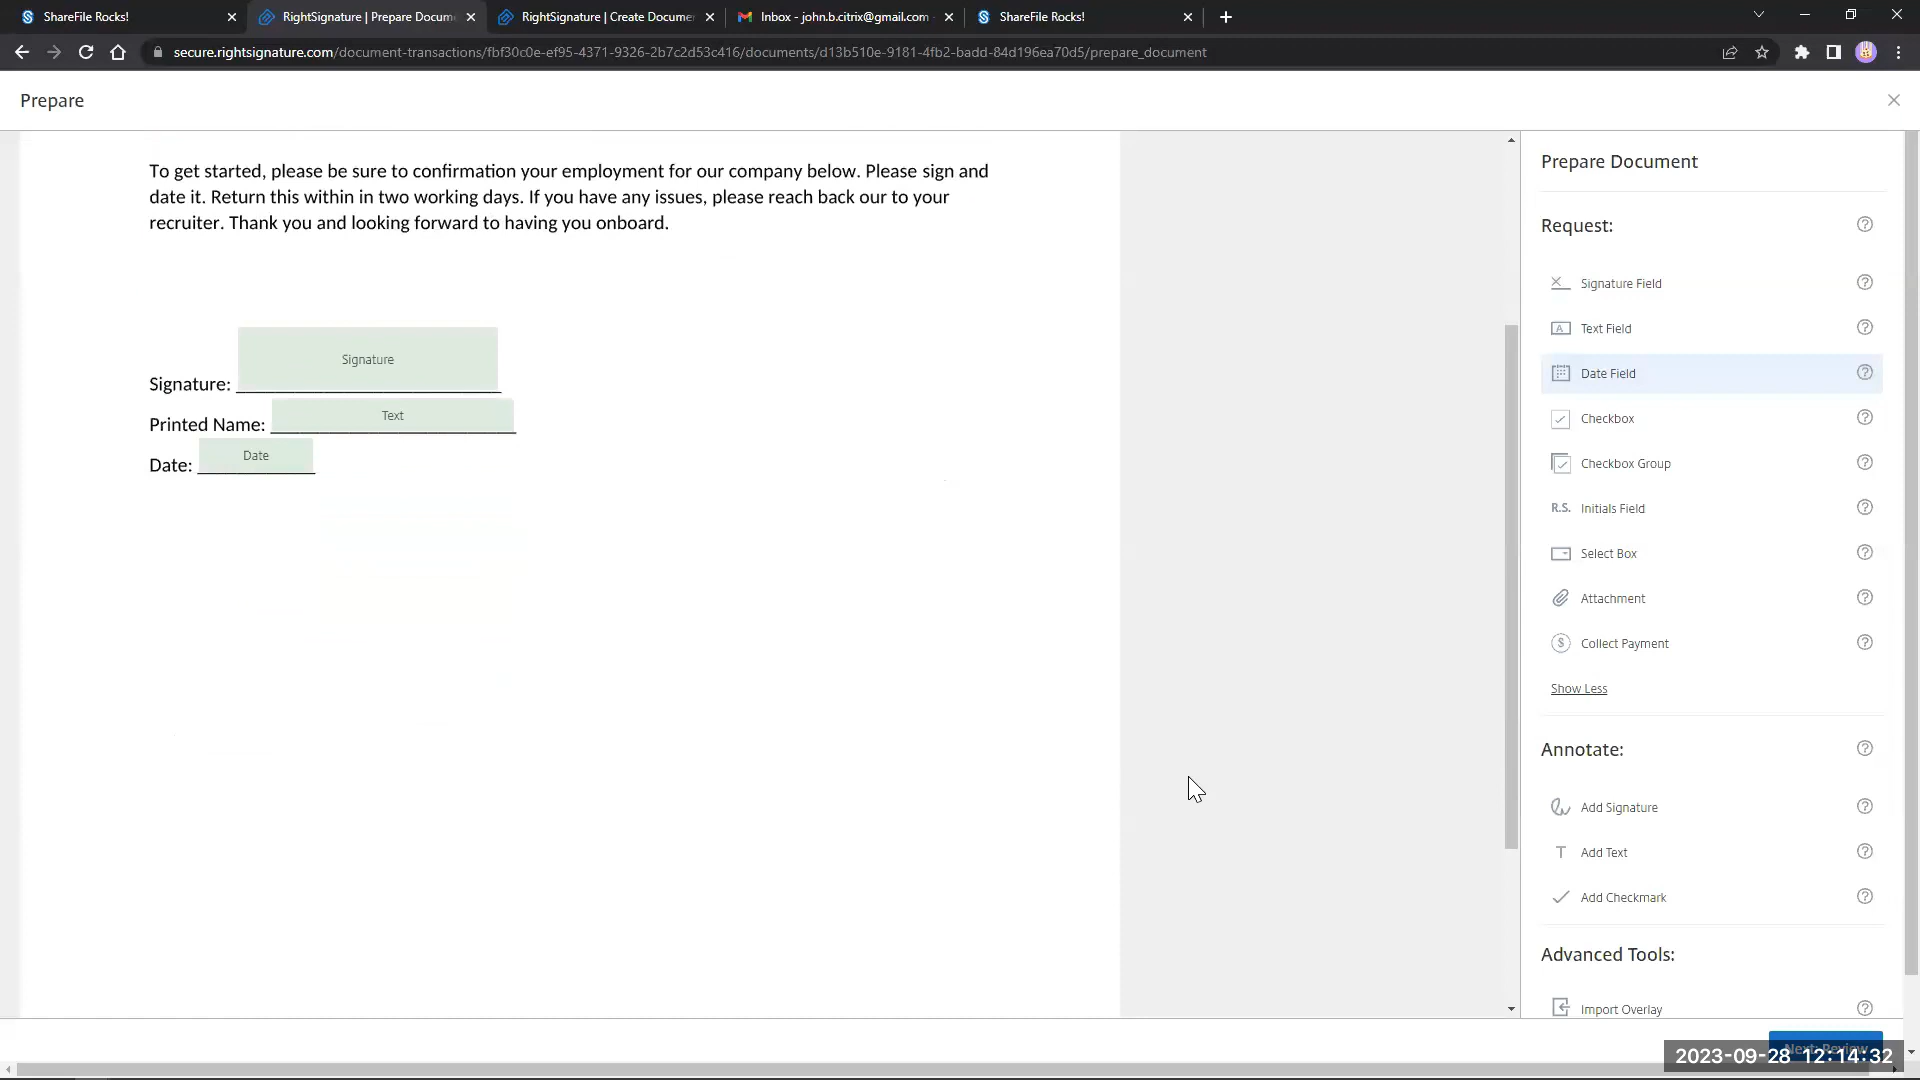 ShareFile Rocks!
RightSignature | Prepare Docum
RightSignature | Create Documen
Inbox - john.b.citrix@gmail.com -
ShareFile Rocks!
secure.rightsignature.com/document-transactions/fbf30c0e-ef95-4371-9326-2b7c2d53c416/documents/d13b510e-9181-4fb2-badd-84d196ea70d5/prepare_document
Prepare
To get started, please be sure to confirmation your employment for our company below. Please sign and
date it. Return this within in two working days. If you have any issues, please reach back our to your
recruiter. Thank you and looking forward to having you onboard.
Signature: Signature
Printed Name: Text
Date: Date
Prepare Document
Request:
Signature Field
A Text Field
Date Field
Checkbox
Checkbox Group
R.S. Initials Field
Select Box
Attachment
$ Collect Payment
Show Less
Annotate:
Add Signature
T Add Text
Add Checkmark
Advanced Tools:
Import Overlay
Next: Review
2023-09-28 12:14:32